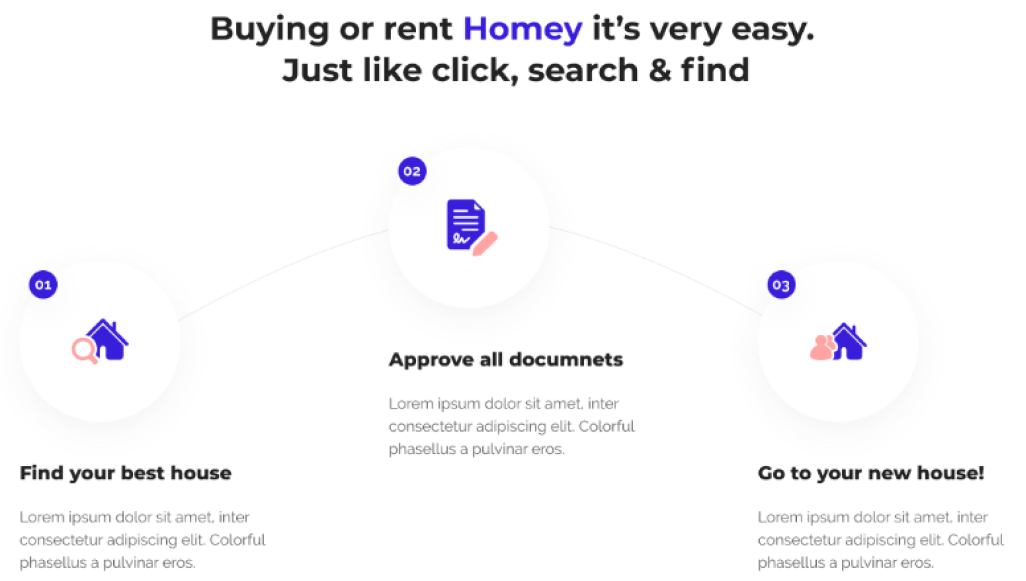 Buying or rent Homey it's very easy.
Just like click, search & find
01
Find your best house
Lorem ipsum dolor sit amet, inter
consectetur adipiscing elit. Colorful
phasellus a pulvinar eros.
02
Approve all documnets
Lorem ipsum dolor sit amet, inter
consectetur adipiscing elit. Colorful
phasellus a pulvinar eros.
03
Go to your new house!
Lorem ipsum dolor sit amet, inter
consectetur adipiscing elit. Colorful
phasellus a pulvinar eros.